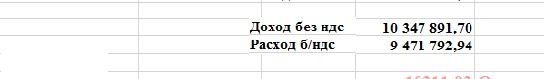 Доход без ндс 10 347 891,70
Расход б/ндс 9 471 792,94